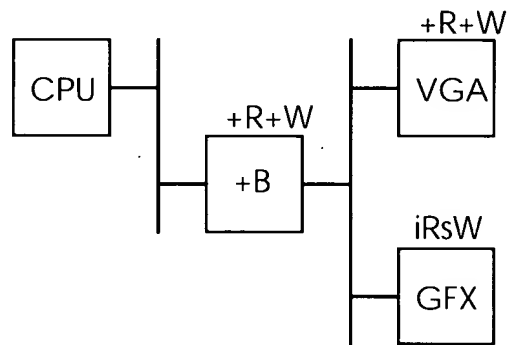 +R+W
CPU
VGA
+R+W
+B
iRsW
GFX